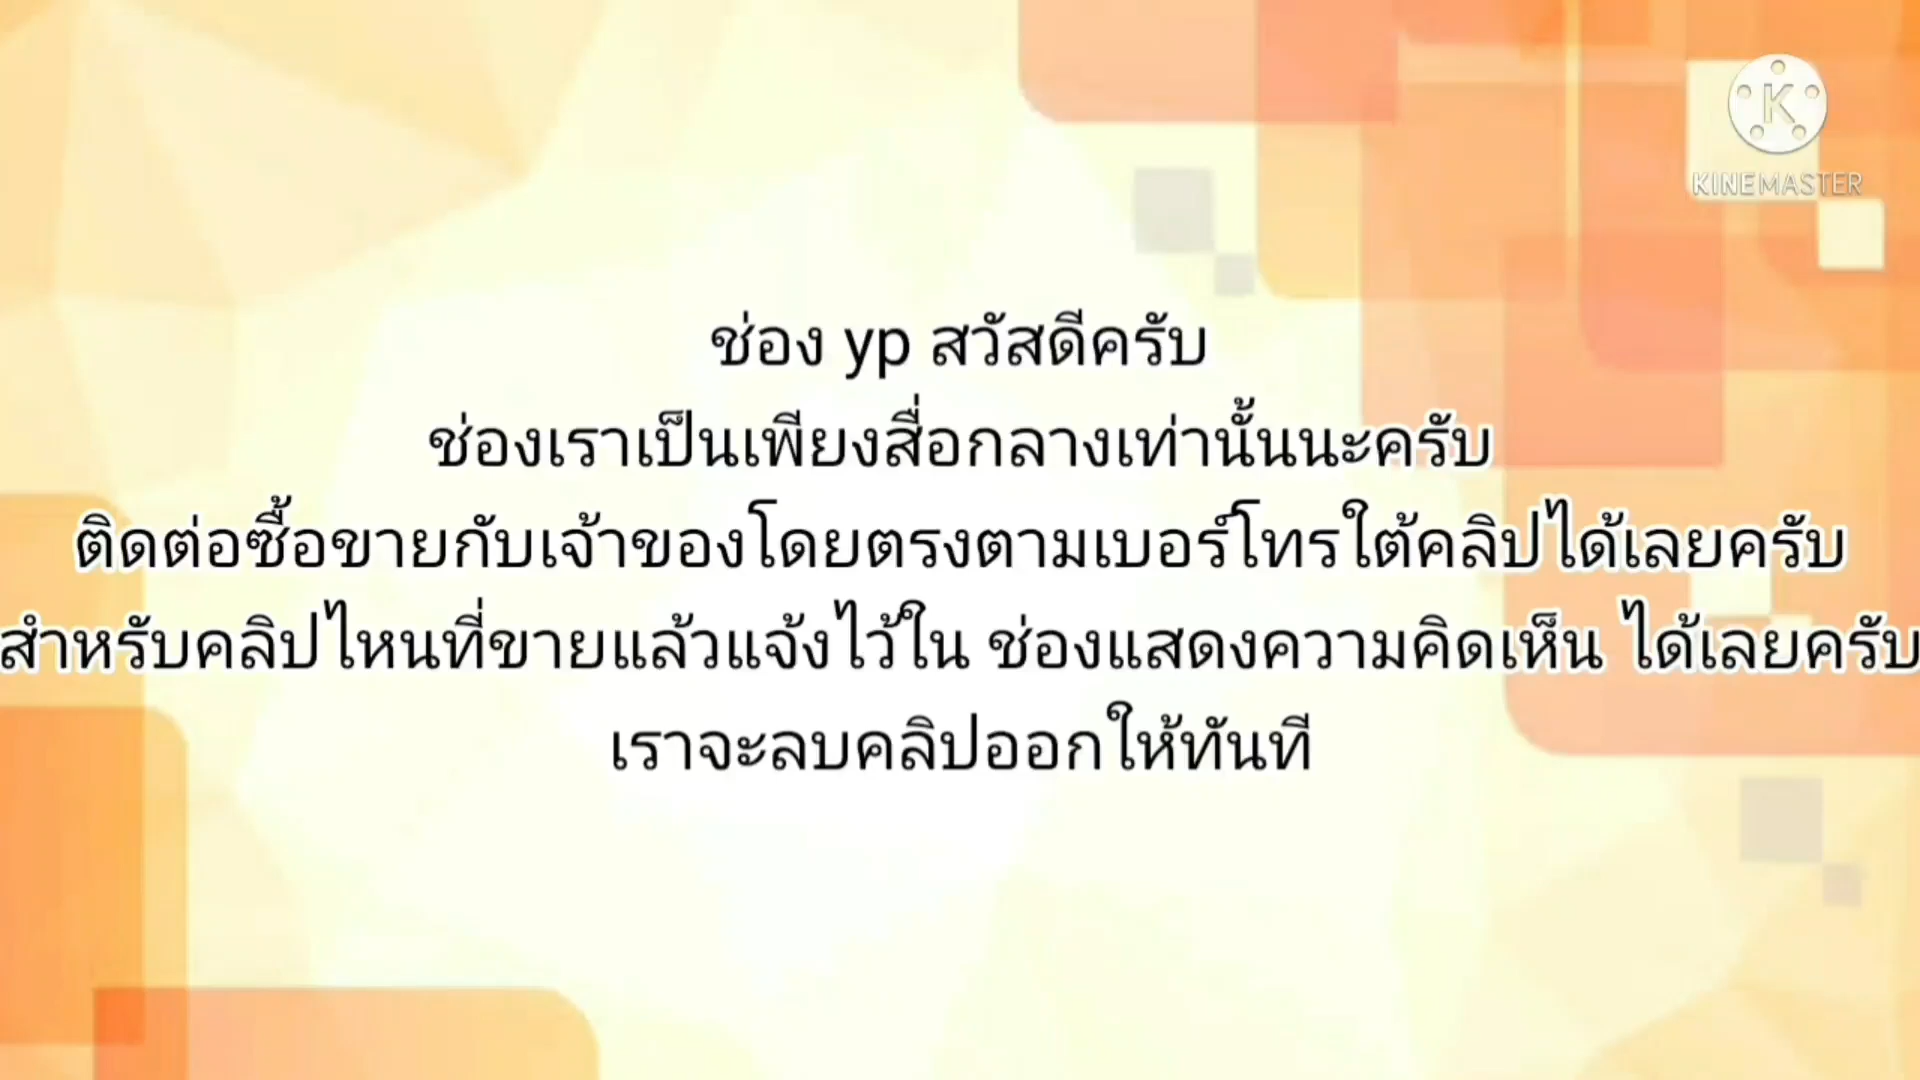 KINEMASTER
ช่อง yp สวัสดีครับ
ช่องเราเป็นเพียงสื่อกลางเท่านั้นนะครับ
ติดต่อซื้อขายกับเจ้าของโดยตรงตามเบอร์โทรใต้คลิปได้เลยครับ
สำหรับคลิปไหนที่ขายแล้วแจ้งไว้ใน ช่องแสดงความคิดเห็น ได้เลยครับ
เราจะลบคลิปออกให้ทันที